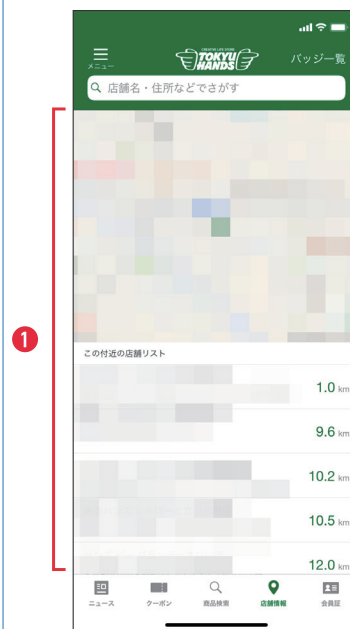 メニュー
CREATIVE LIFE STORE
TOKYU
HANDS
バッジ一覧
店舗名・住所などでさがす
1
この付近の店舗リスト
1.0 km
9.6 km
10.2 km
10.5 km
12.0 km
ニュース
クーポン
商品検索
店舗情報
会員証